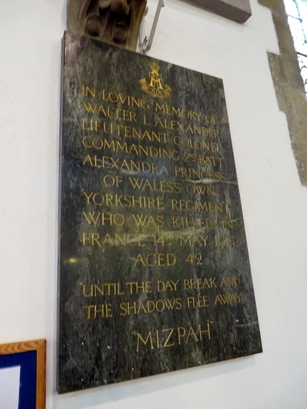 IN LOVING MEMORY OF
WALTER L. ALEXANDER
LIEUTENANT COLONEL
COMMANDING 2ND BATT
ALEXANDRA PRINCESS
OF WALES'S OWN
YORKSHIRE REGIMENT
WHO WAS KILLED IN
FRANCE 14TH MAY
AGED 42
"UNTIL THE DAY BREAK AND
THE SHADOWS FLEE AWAY"
"MIZPAH"